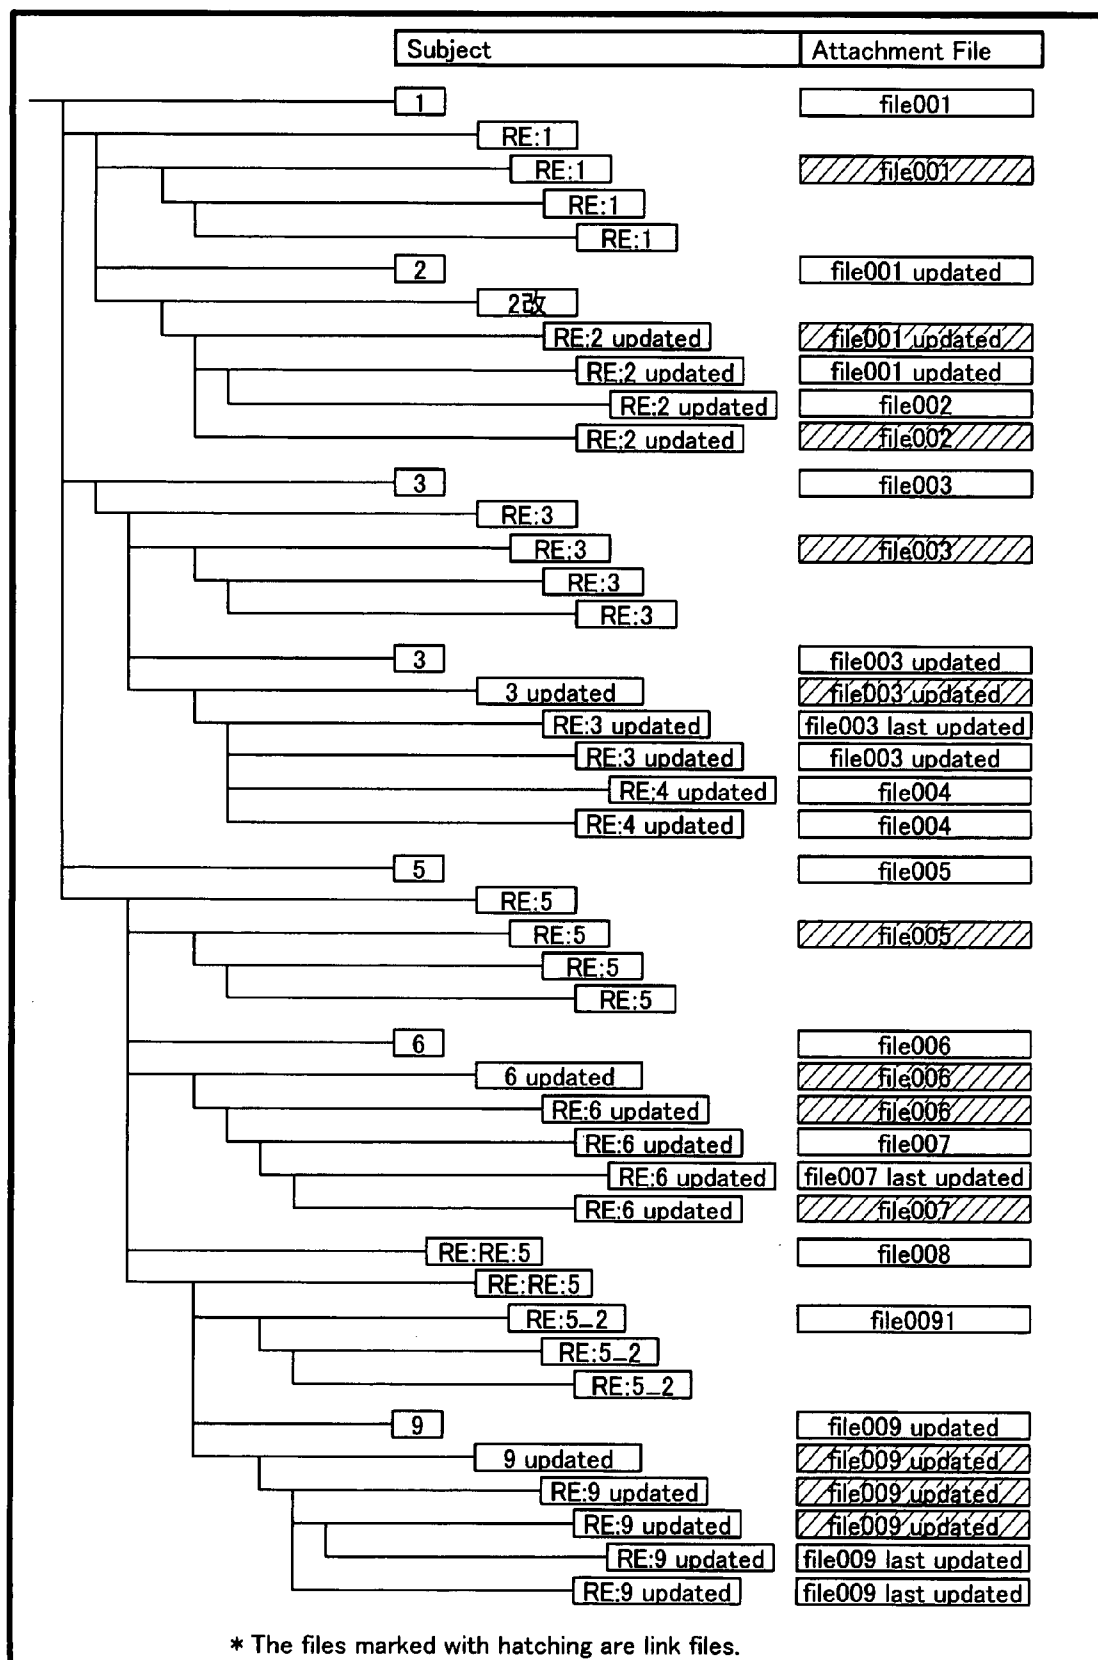 Subject Attachment File
1 file001
RE:1
RE:1 file001
RE:1
RE:1
2 file001 updated
2改
RE:2 updated file001 updated
RE:2 updated file001 updated
RE:2 updated file002
RE:2 updated file002
3 file003
RE:3
RE:3 file003
RE:3
RE:3
3 file003 updated
3 updated file003 updated
RE:3 updated file003 last updated
RE:3 updated file003 updated
RE:4 updated file004
RE:4 updated file004
5 file005
RE:5
RE:5 file005
RE:5
RE:5
6 file006
6 updated file006
RE:6 updated file006
RE:6 updated file007
RE:6 updated file007 last updated
RE:6 updated file007
RE:RE:5 file008
RE:RE:5
RE:5_2 file0091
RE:5_2
RE:5_2
9 file009 updated
9 updated file009 updated
RE:9 updated file009 updated
RE:9 updated file009 updated
RE:9 updated file009 last updated
RE:9 updated file009 last updated
* The files marked with hatching are link files.